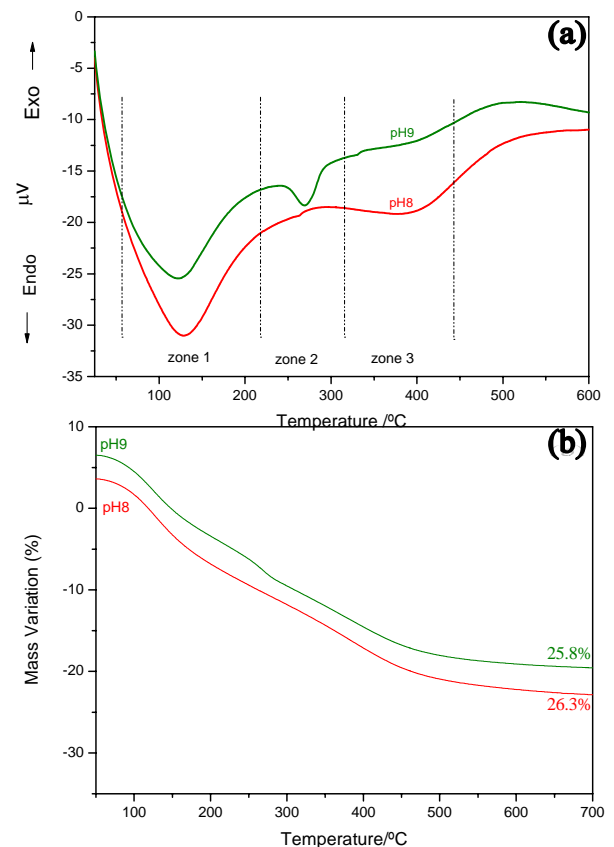 (a)
0
-5
-10
-15
-20
-25
-30
-35
Exo
µV
Endo
pH9
pH8
zone 1
zone 2
zone 3
100
200
300
400
500
600
Temperature /ºC
(b)
10
0
-10
-20
-30
Mass Variation (%)
pH9
pH8
25.8%
26.3%
100
200
300
400
500
600
700
Temperature/ºC